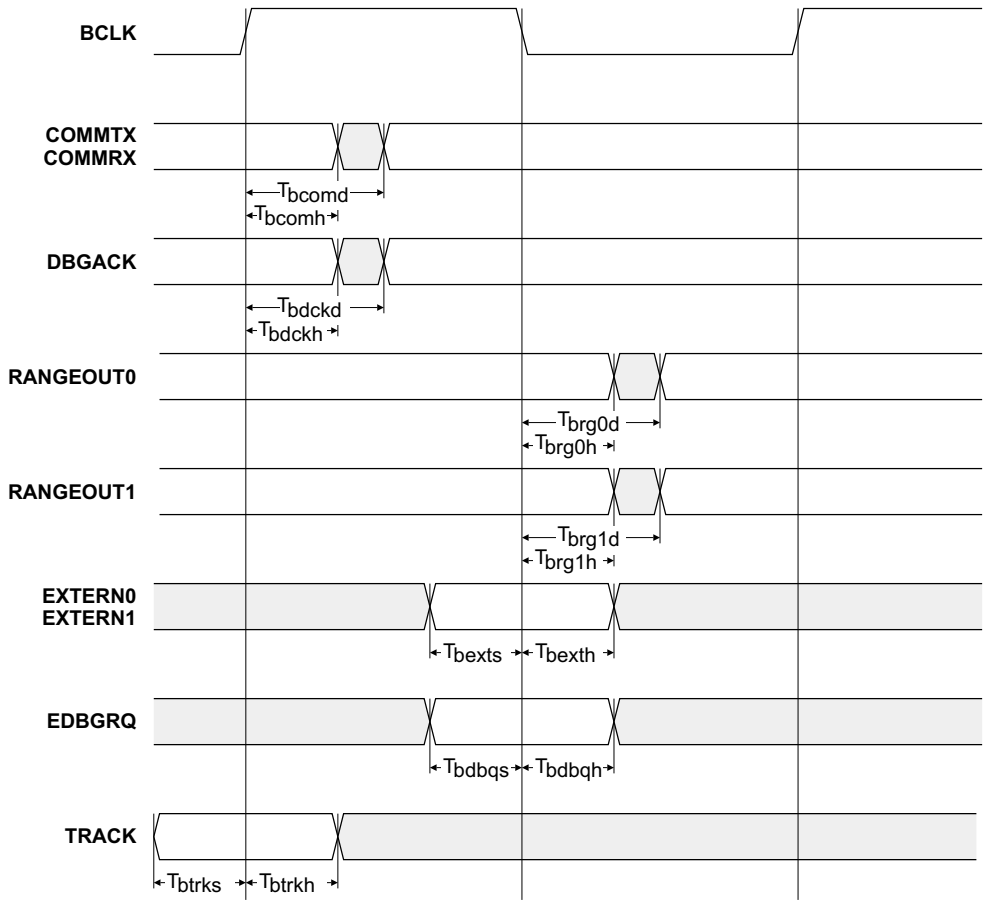 BCLK
COMMTX
COMMRX
Tbcomd
Tbcomh
DBGACK
Tbdckd
Tbdckh
RANGEOUT0
Tbrg0d
Tbrg0h
RANGEOUT1
Tbrg1d
Tbrg1h
EXTERN0
EXTERN1
Tbexts Tbexth
EDBGRQ
Tbdbqs Tbdbqh
TRACK
Tbtrks Tbtrkh